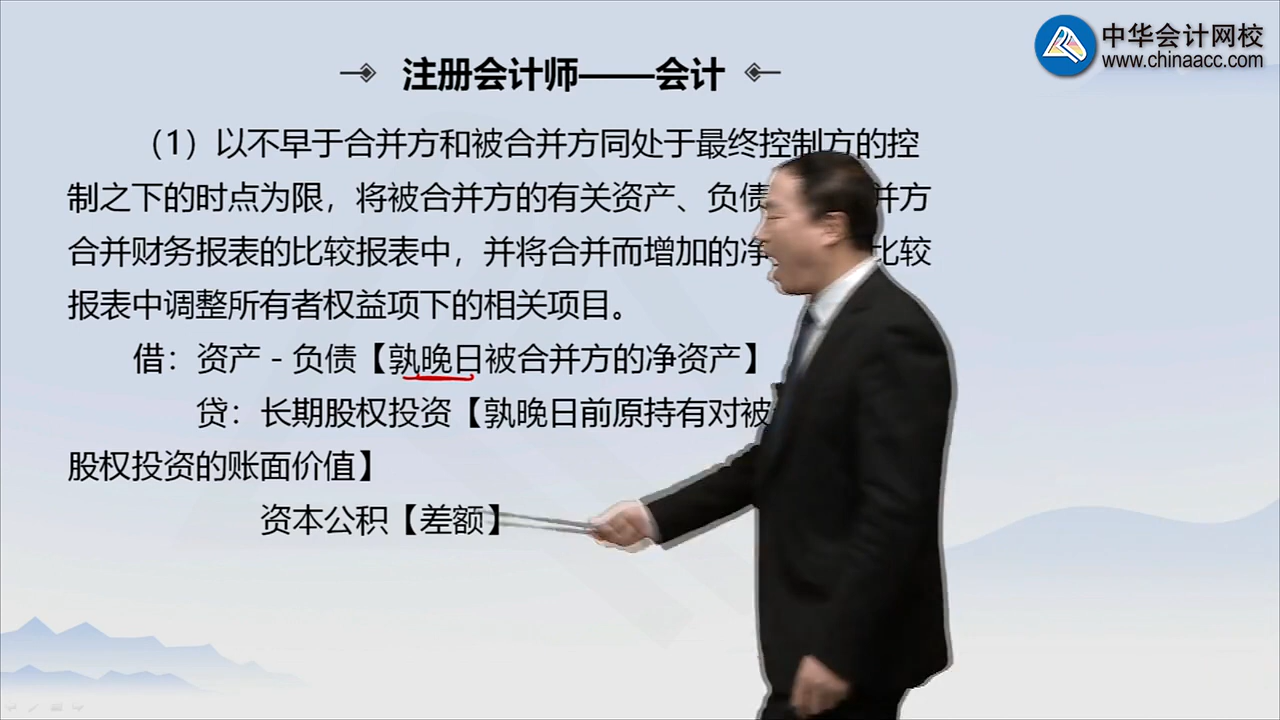 中华会计网校
www.chinaacc.com
注册会计师——会计
（1）以不早于合并方和被合并方同处于最终控制方的控
制之下的时点为限，将被合并方的有关资产、负债 并方
合并财务报表的比较报表中，并将合并而增加的净 比较
报表中调整所有者权益项下的相关项目。
借：资产－负债【孰晚日被合并方的净资产】
贷：长期股权投资【孰晚日前原持有对被
股权投资的账面价值】
资本公积【差额】